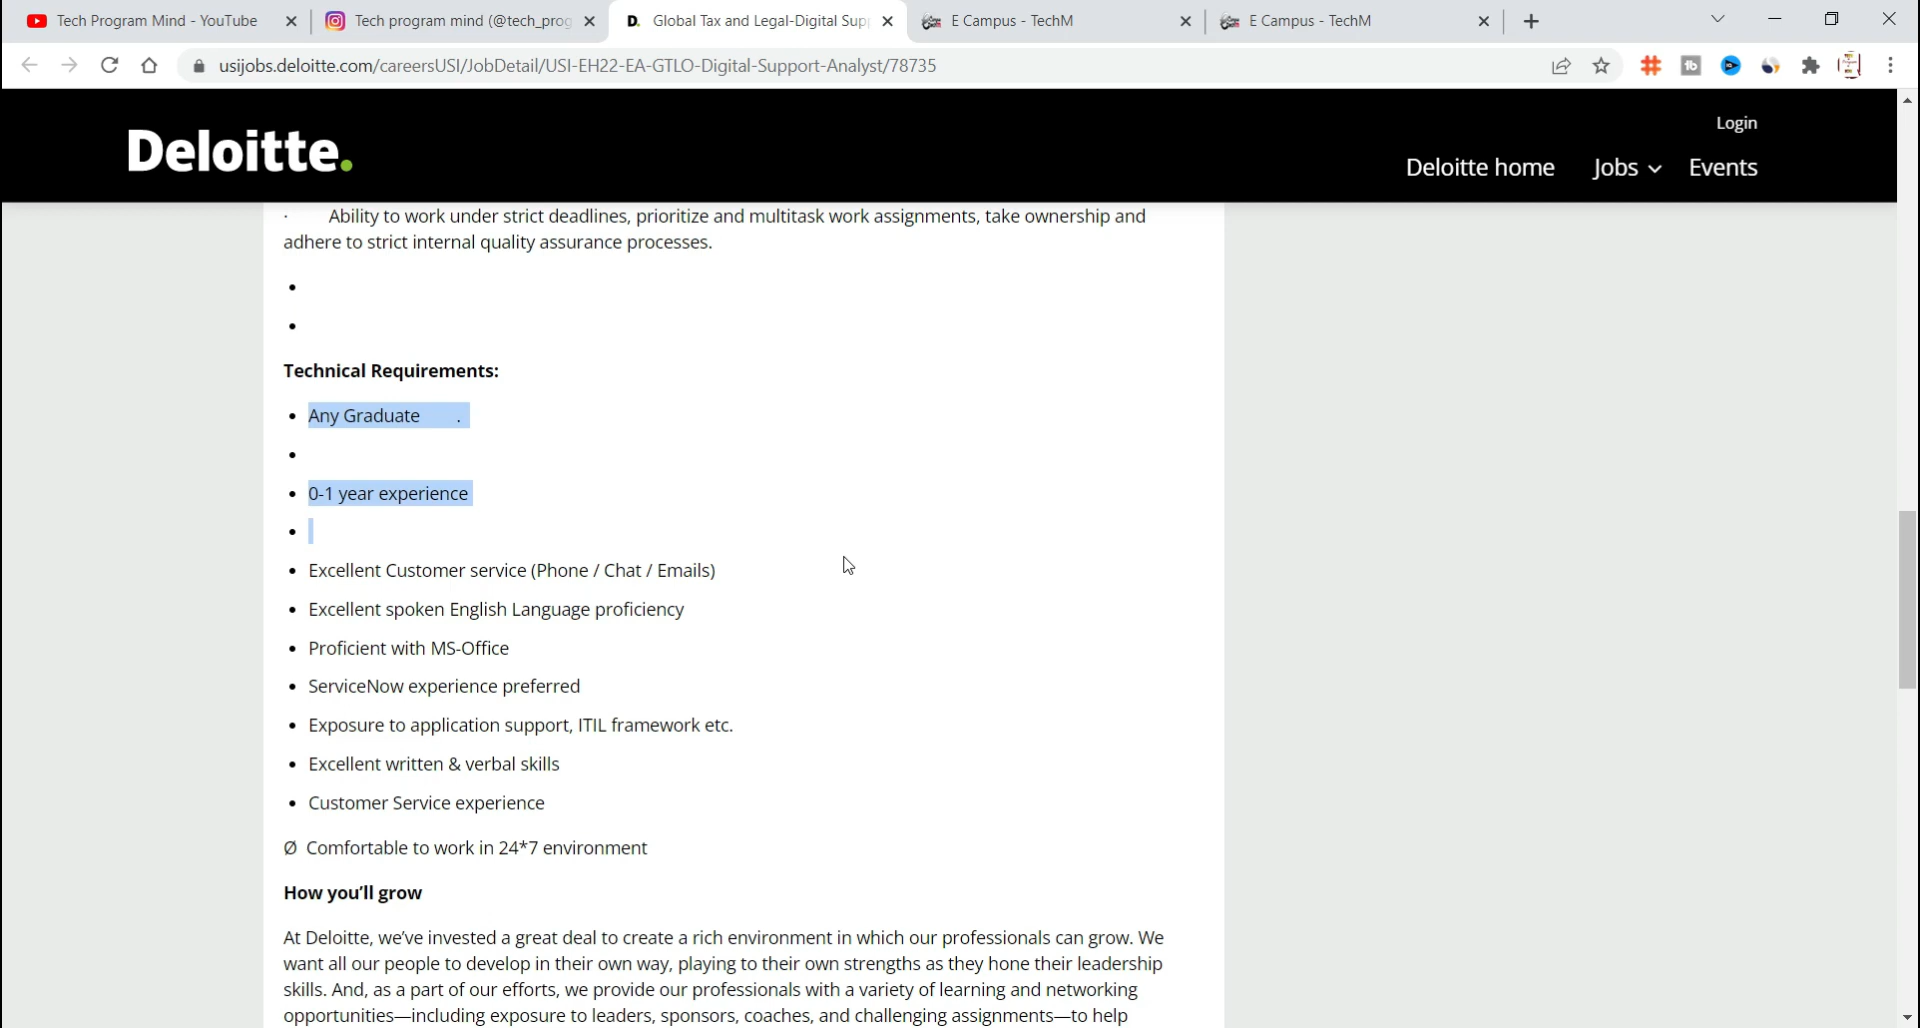 Tech Program Mind - YouTube
Tech program mind (@tech_prog
D. Global Tax and Legal-Digital Supp
E Campus - TechM
E Campus - TechM
usijobs.deloitte.com/careersUSI/JobDetail/USI-EH22-EA-GTLO-Digital-Support-Analyst/78735
Login
Deloitte.
Deloitte home
Jobs
Events
· Ability to work under strict deadlines, prioritize and multitask work assignments, take ownership and
adhere to strict internal quality assurance processes.
•
•
Technical Requirements:
• Any Graduate .
•
• 0-1 year experience
•
• Excellent Customer service (Phone / Chat / Emails)
• Excellent spoken English Language proficiency
• Proficient with MS-Office
• ServiceNow experience preferred
• Exposure to application support, ITIL framework etc.
• Excellent written & verbal skills
• Customer Service experience
Ø Comfortable to work in 24*7 environment
How you’ll grow
At Deloitte, we’ve invested a great deal to create a rich environment in which our professionals can grow. We
want all our people to develop in their own way, playing to their own strengths as they hone their leadership
skills. And, as a part of our efforts, we provide our professionals with a variety of learning and networking
opportunities—including exposure to leaders, sponsors, coaches, and challenging assignments—to help